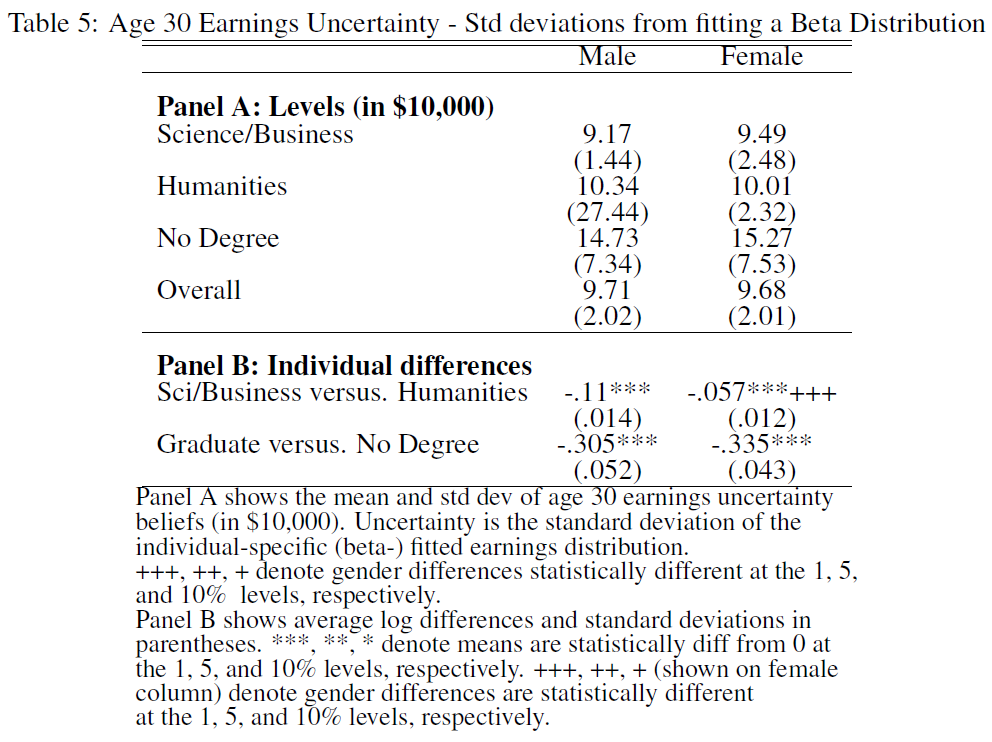 Table 5: Age 30 Earnings Uncertainty - Std deviations from fitting a Beta Distribution
Male Female
Panel A: Levels (in $10,000)
Science/Business 9.17 9.49
(1.44) (2.48)
Humanities 10.34 10.01
(27.44) (2.32)
No Degree 14.73 15.27
(7.34) (7.53)
Overall 9.71 9.68
(2.02) (2.01)
Panel B: Individual differences
Sci/Business versus. Humanities -.11*** -.057***+++
(.014) (.012)
Graduate versus. No Degree -.305*** -.335***
(.052) (.043)
Panel A shows the mean and std dev of age 30 earnings uncertainty
beliefs (in $10,000). Uncertainty is the standard deviation of the
individual-specific (beta-) fitted earnings distribution.
+++, ++, + denote gender differences statistically different at the 1, 5,
and 10% levels, respectively.
Panel B shows average log differences and standard deviations in
parentheses. ***, **, * denote means are statistically diff from 0 at
the 1, 5, and 10% levels, respectively. +++, ++, + (shown on female
column) denote gender differences are statistically different
at the 1, 5, and 10% levels, respectively.